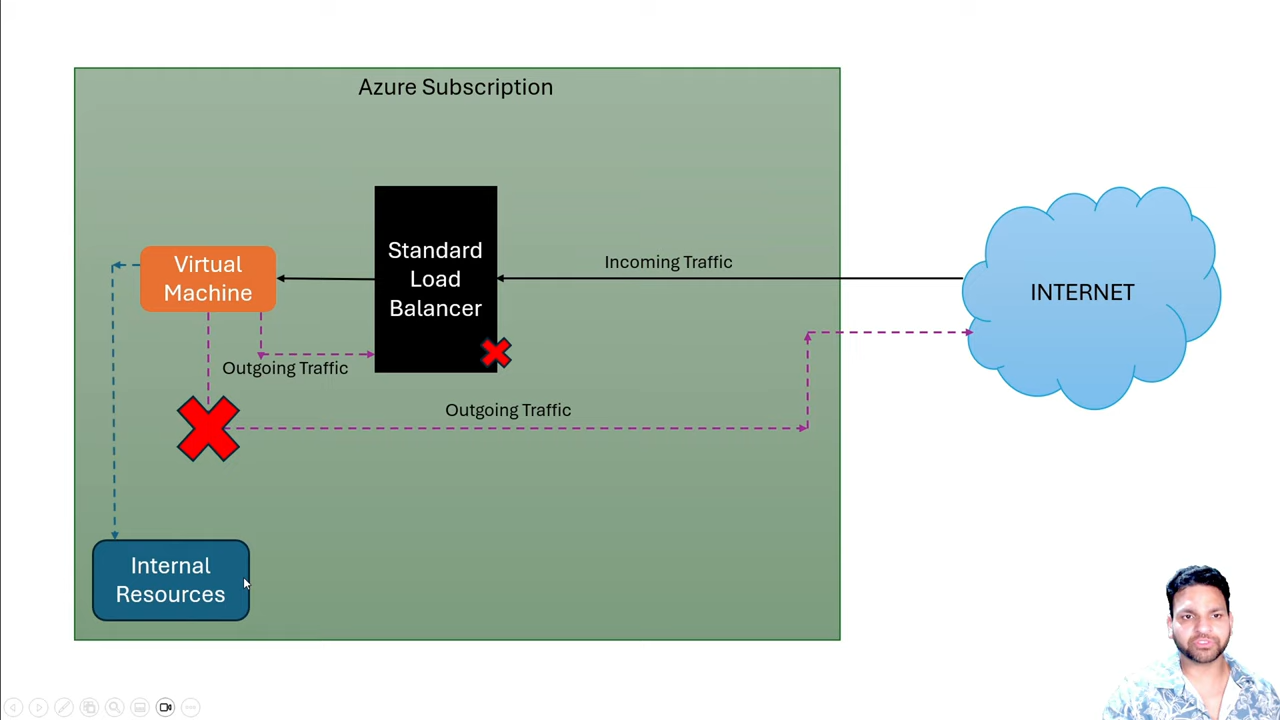 Azure Subscription
Standard
Load
Balancer
Virtual
Machine
Incoming Traffic
INTERNET
Outgoing Traffic
Outgoing Traffic
Internal
Resources